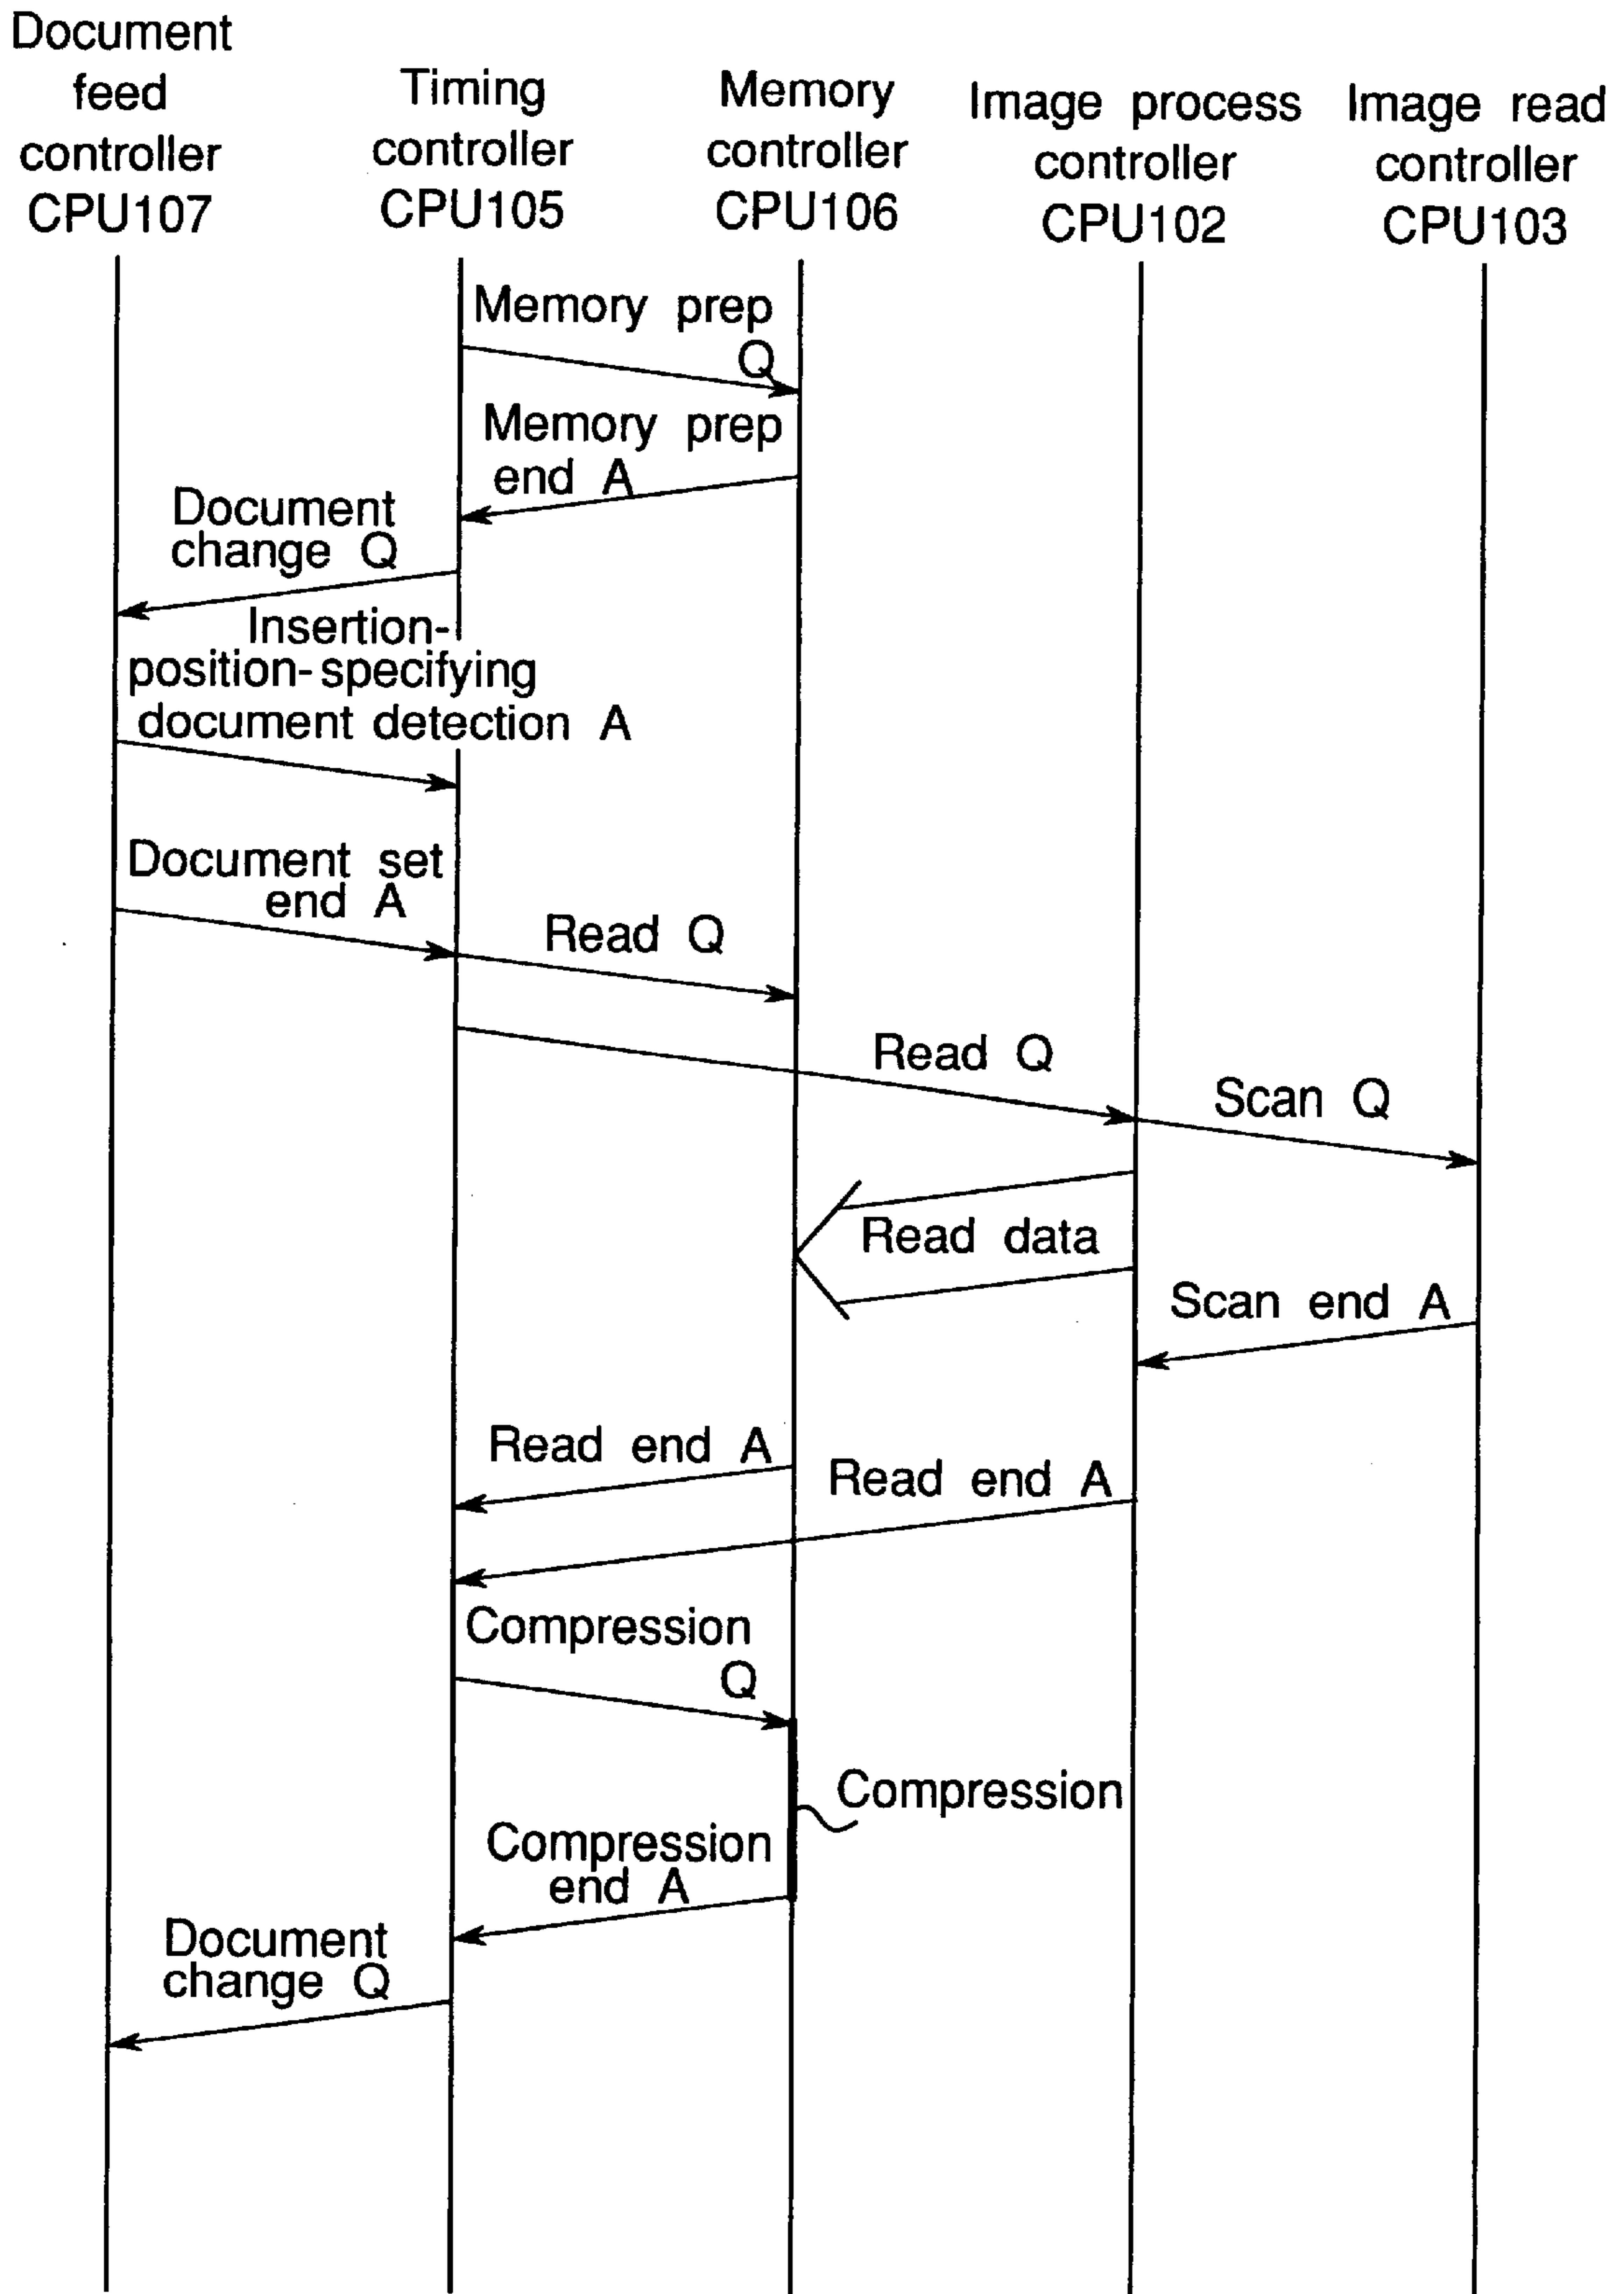 Document
feed
controller
CPU107
Timing
controller
CPU105
Memory
controller
CPU106
Image process
controller
CPU102
Image read
controller
CPU103
Memory prep
Q
Memory prep
end A
Document
change Q
Insertion-
position-specifying
document detection A
Document set
end A
Read Q
Read Q
Scan Q
Read data
Scan end A
Read end A
Read end A
Compression
Q
Compression
Compression
end A
Document
change Q